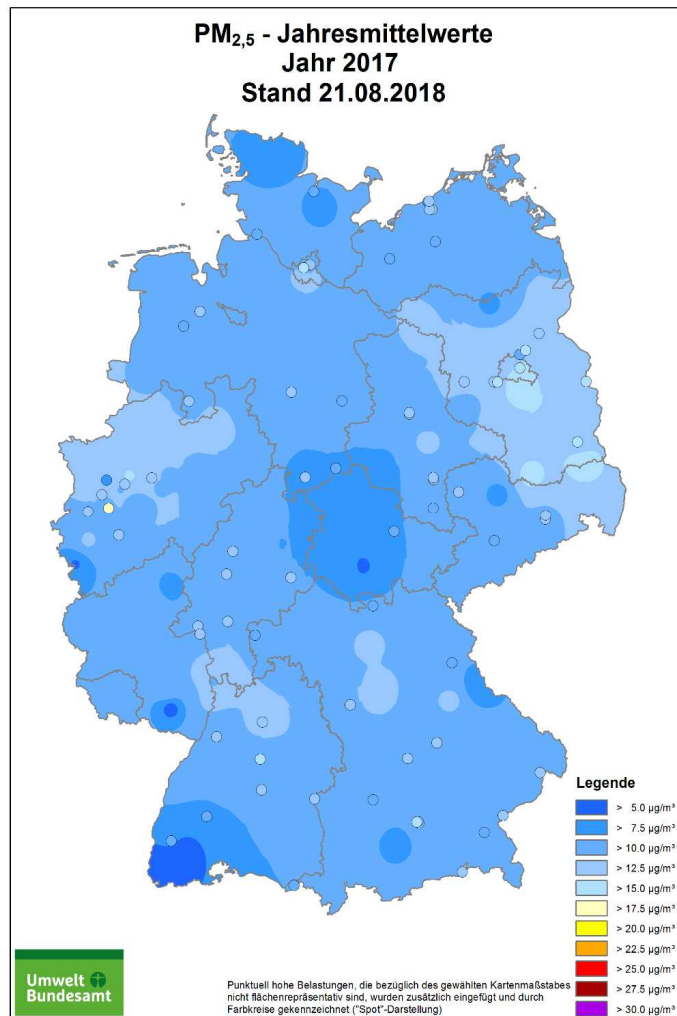 PM2,5 - Jahresmittelwerte
Jahr 2017
Stand 21.08.2018
Legende
> 5.0 µg/m³
> 7.5 µg/m³
> 10.0 µg/m³
> 12.5 µg/m³
> 15.0 µg/m³
> 17.5 µg/m³
> 20.0 µg/m³
> 22.5 µg/m³
> 25.0 µg/m³
> 27.5 µg/m³
> 30.0 µg/m³
Umwelt
Bundesamt
Punktuell hohe Belastungen, die bezüglich des gewählten Kartenmaßstabes
nicht flächenrepräsentativ sind, wurden zusätzlich eingefügt und durch
Farbkreise gekennzeichnet ("Spot"-Darstellung)